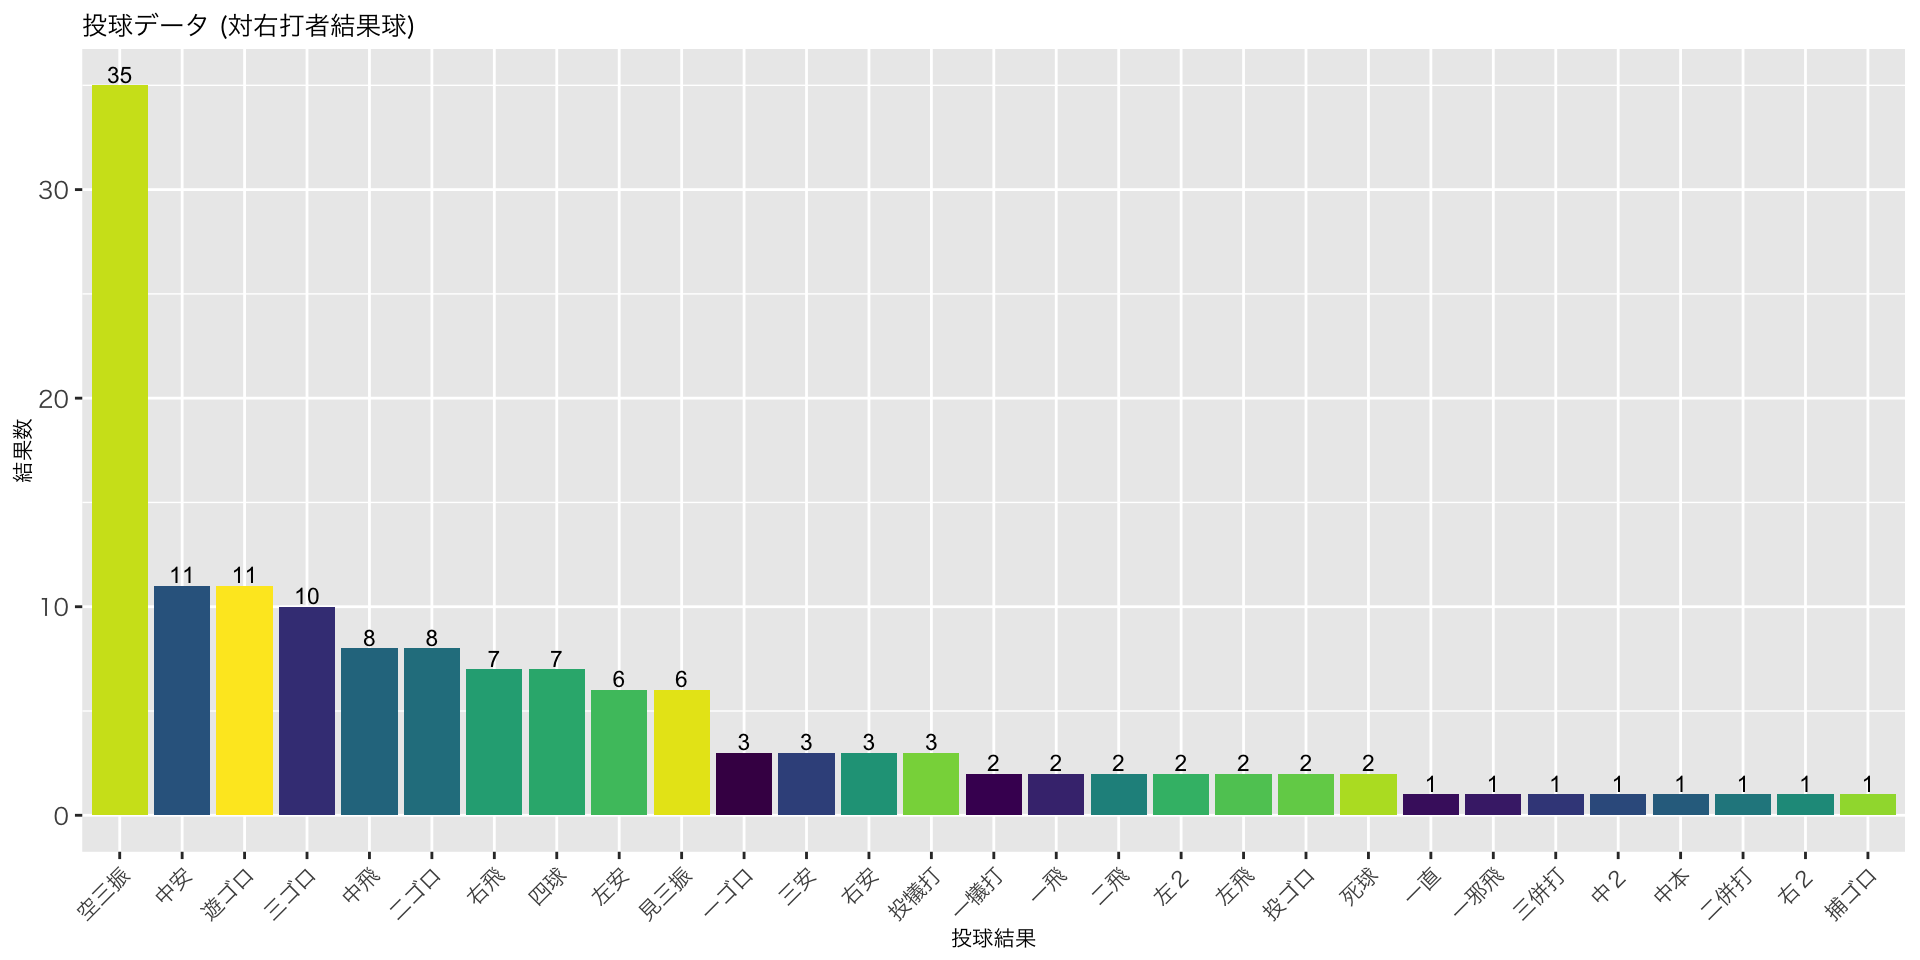 投球データ (対右打者結果球)
結果数
30
20
10
0
35
11
11
10
8
8
7
7
6
6
3
3
3
3
2
2
2
2
2
2
2
1
1
1
1
1
1
1
1
空三振
中安
遊ゴロ
三ゴロ
中飛
二ゴロ
右飛
四球
左安
見三振
一ゴロ
三安
右安
投犠打
一犠打
一飛
二飛
左２
左飛
投ゴロ
死球
一直
一邪飛
三併打
中２
中本
二併打
右２
捕ゴロ
投球結果